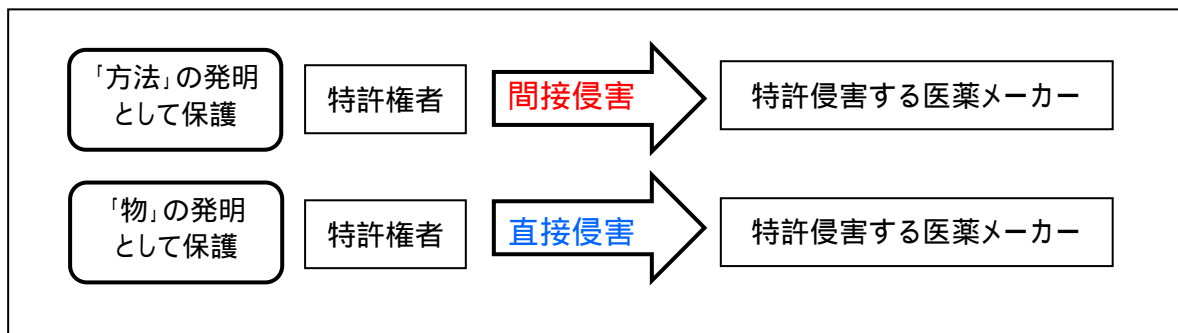 「方法」の発明
として保護
特許権者
間接侵害
特許侵害する医薬メーカー
「物」の発明
として保護
特許権者
直接侵害
特許侵害する医薬メーカー